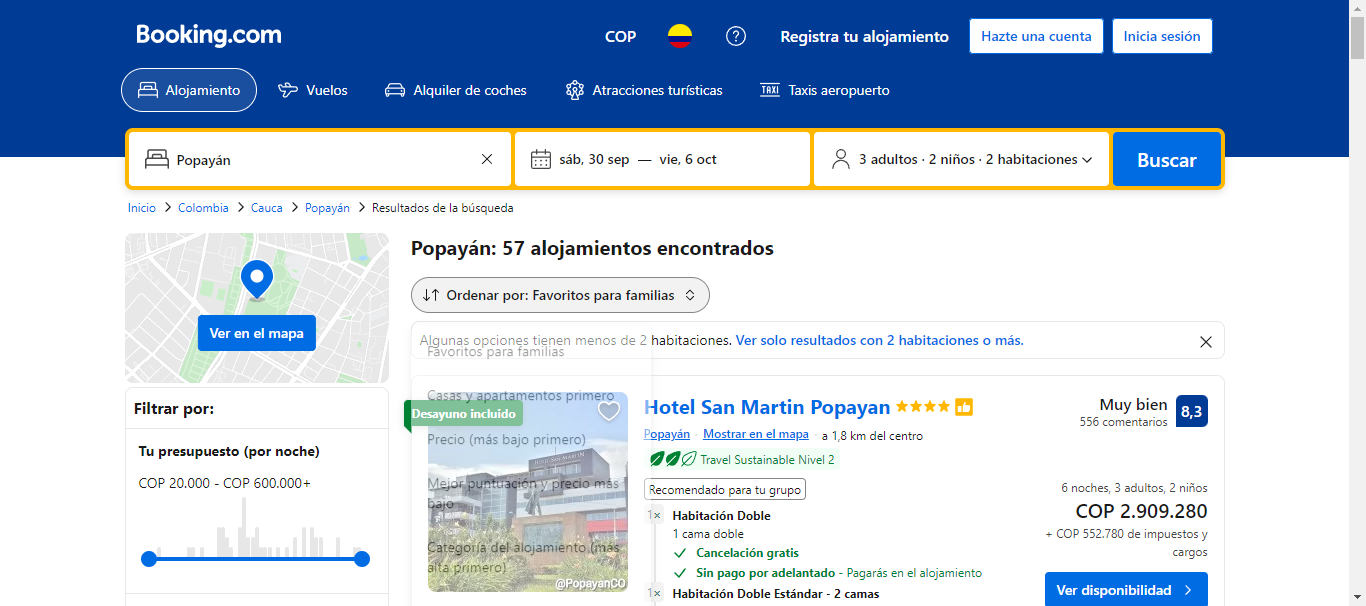 Booking.com
COP
Registra tu alojamiento
Hazte una cuenta
Inicia sesión
Alojamiento
Vuelos
Alquiler de coches
Atracciones turísticas
TAXI
Taxis aeropuerto
Popayán
sáb, 30 sep — vie, 6 oct
3 adultos · 2 niños · 2 habitaciones
Buscar
Inicio > Colombia > Cauca > Popayán > Resultados de la búsqueda
Ver en el mapa
Filtrar por:
Tu presupuesto (por noche)
COP 20.000 - COP 600.000+
Popayán: 57 alojamientos encontrados
Ordenar por: Favoritos para familias
Algunas opciones tienen menos de 2 habitaciones. Ver solo resultados con 2 habitaciones o más.
Favoritos para familias
Casas y apartamentos primero
Precio (más bajo primero)
Mejor puntuación y precio más
bajo
Categoría del alojamiento (más
alta primero)
Desayuno incluido
HOTEL SAN MARTIN
@PopayanCO
Hotel San Martin Popayan
Popayán · Mostrar en el mapa · a 1,8 km del centro
Travel Sustainable Nivel 2
Recomendado para tu grupo
1× Habitación Doble
1 cama doble
Cancelación gratis
Sin pago por adelantado - Pagarás en el alojamiento
1× Habitación Doble Estándar - 2 camas
Muy bien
556 comentarios
8,3
6 noches, 3 adultos, 2 niños
COP 2.909.280
+ COP 552.780 de impuestos y
cargos
Ver disponibilidad